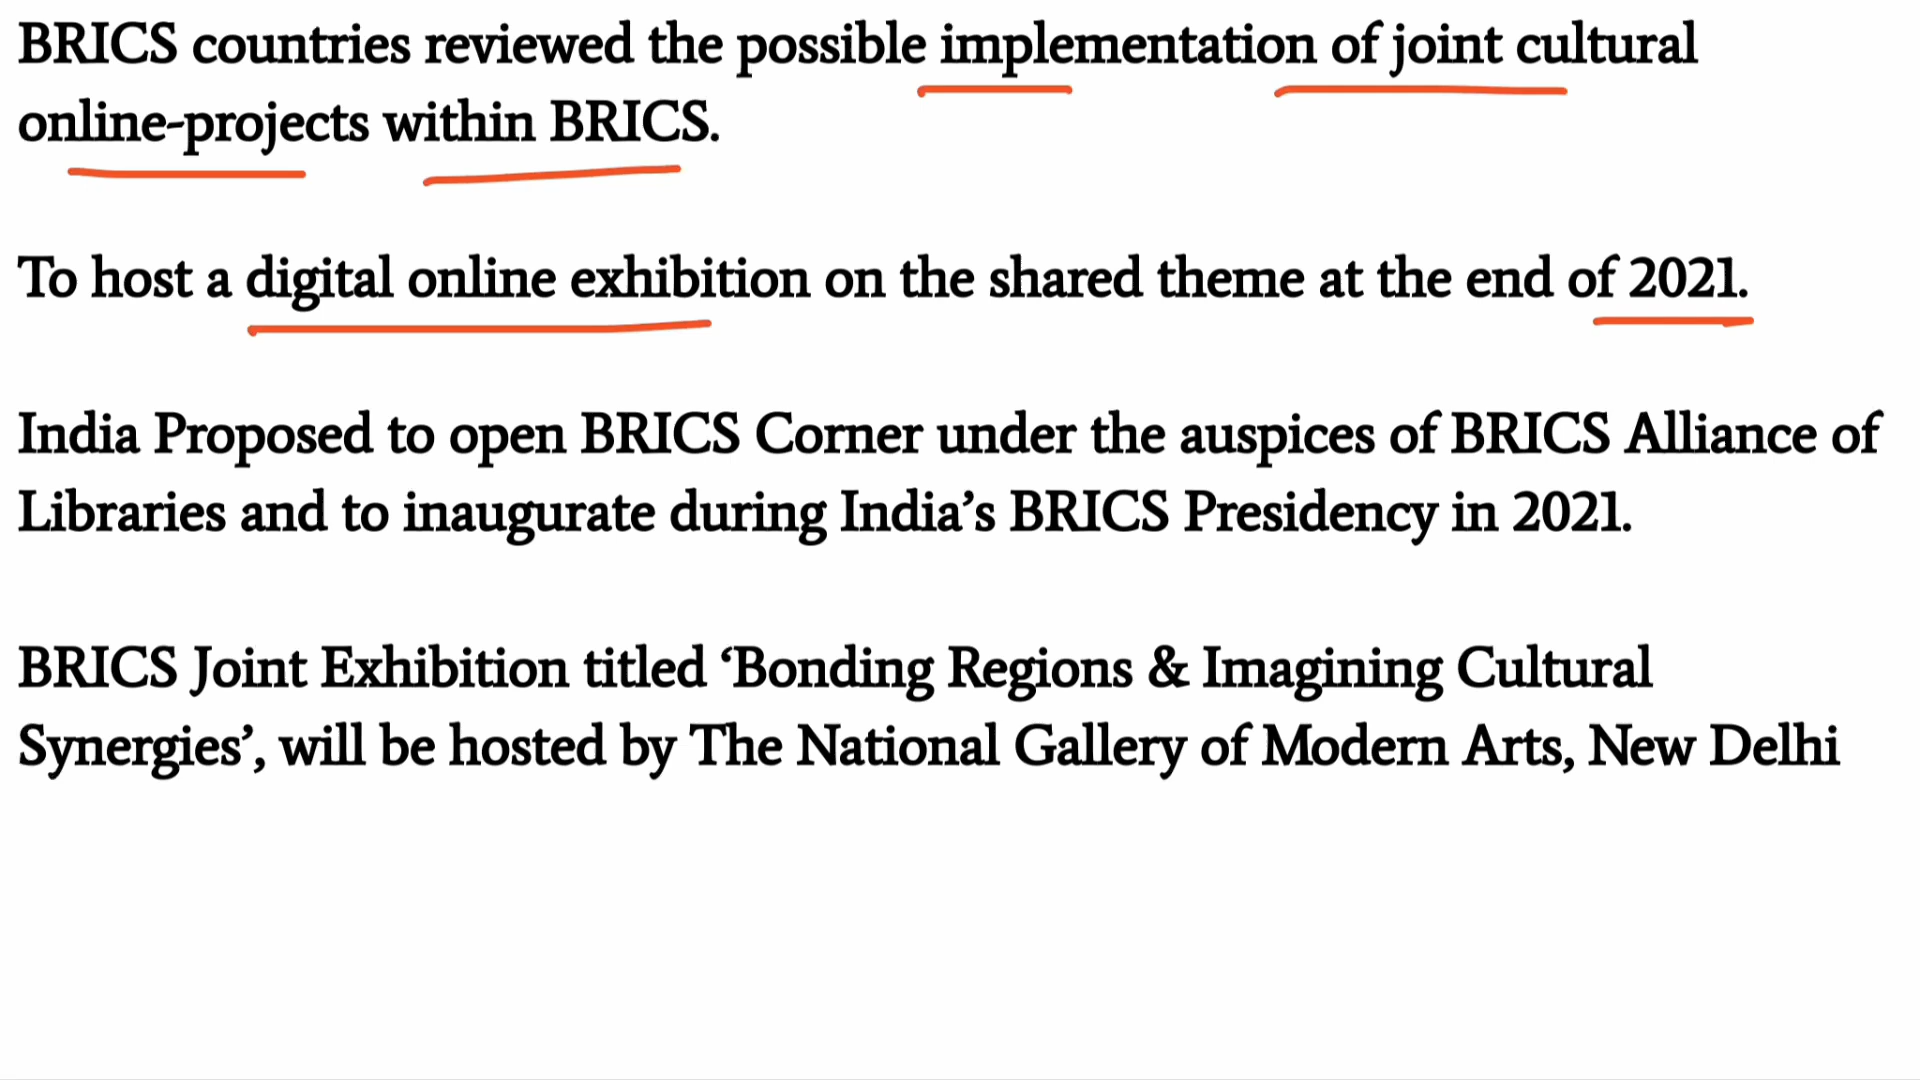 BRICS countries reviewed the possible implementation of joint cultural
online-projects within BRICS.
To host a digital online exhibition on the shared theme at the end of 2021.
India Proposed to open BRICS Corner under the auspices of BRICS Alliance of
Libraries and to inaugurate during India’s BRICS Presidency in 2021.
BRICS Joint Exhibition titled ‘Bonding Regions & Imagining Cultural
Synergies’, will be hosted by The National Gallery of Modern Arts, New Delhi